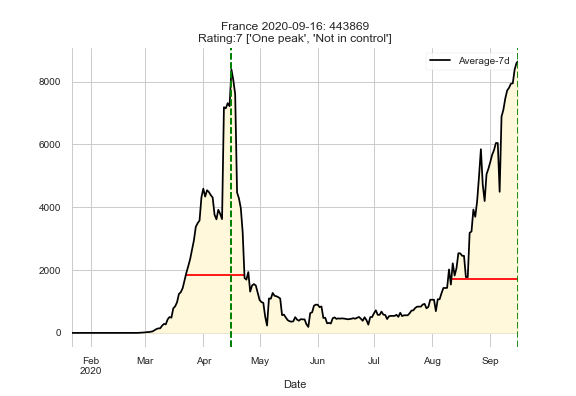 France 2020-09-16: 443869
Rating:7 ['One peak', 'Not in control']
Average-7d
8000
6000
4000
2000
0
Feb Mar Apr May Jun Jul Aug Sep
2020
Date